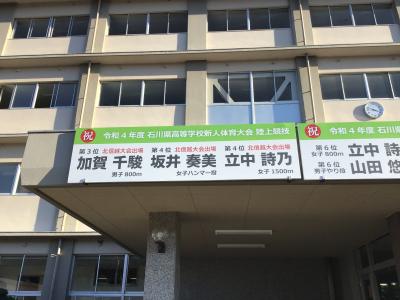 祝 令和4年度 石川県高等学校新人体育大会 陸上競技
第3位 北信越大会出場 第4位 北信越大会出場 第4位 北信越大会出場
加賀 千駿 坂井 奏美 立中 詩乃
男子800m 女子ハンマー投 女子1500m
祝 令和4年度 石川県高
第6位 女子800m 立中 詩
第6位 男子やり投 山田 悠